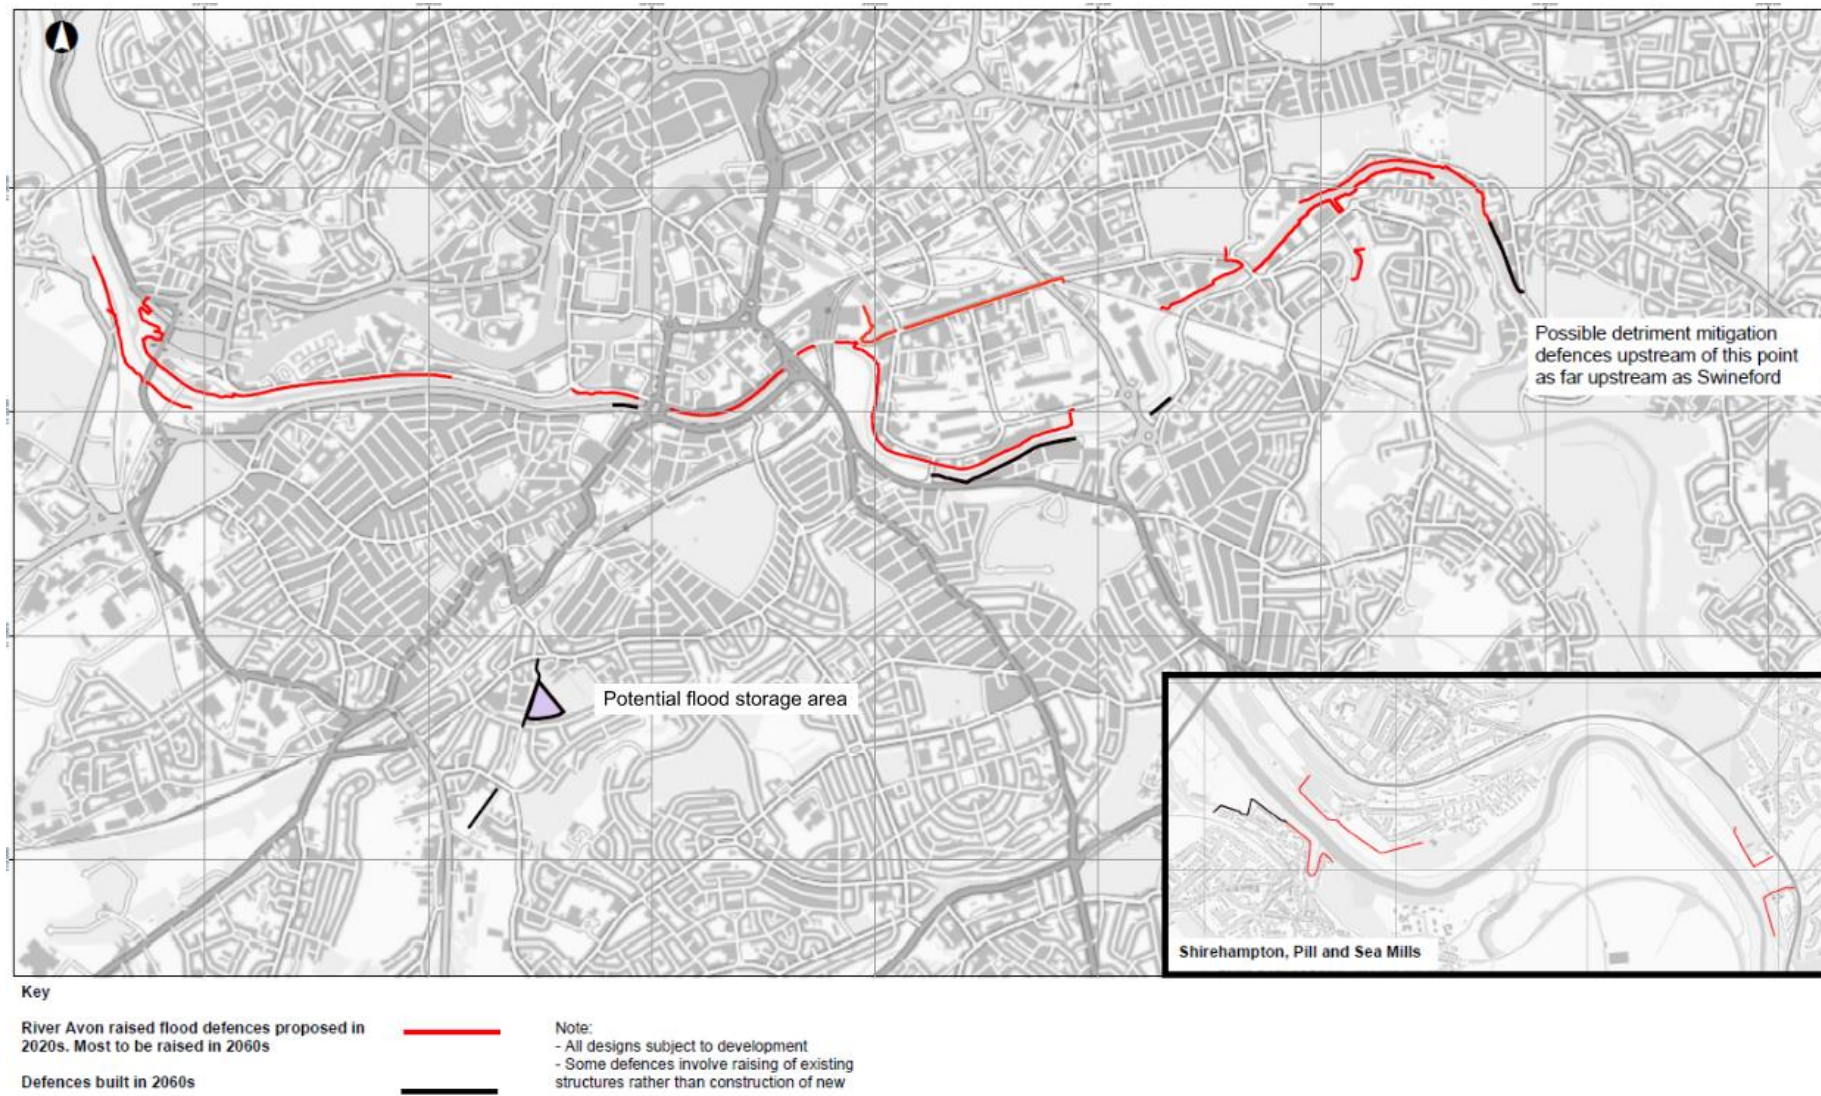 Possible detriment mitigation
defences upstream of this point
as far upstream as Swineford
Potential flood storage area
Shirehampton, Pill and Sea Mills
Key
River Avon raised flood defences proposed in
2020s. Most to be raised in 2060s
Defences built in 2060s
Note:
- All designs subject to development
- Some defences involve raising of existing
structures rather than construction of new